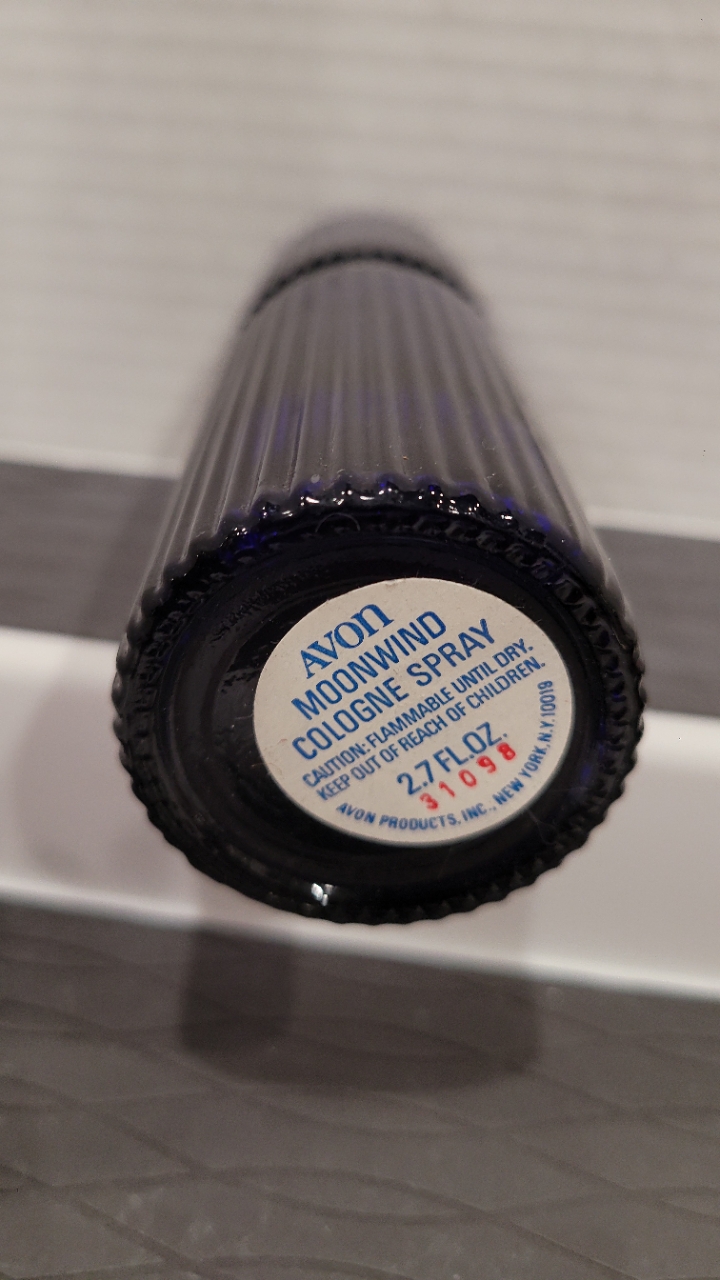 AVON
MOONWIND
COLOGNE SPRAY
CAUTION: FLAMMABLE UNTIL DRY.
KEEP OUT OF REACH OF CHILDREN.
2.7 FL.OZ.
31098
AVON PRODUCTS, INC., NEW YORK, N.Y. 10019